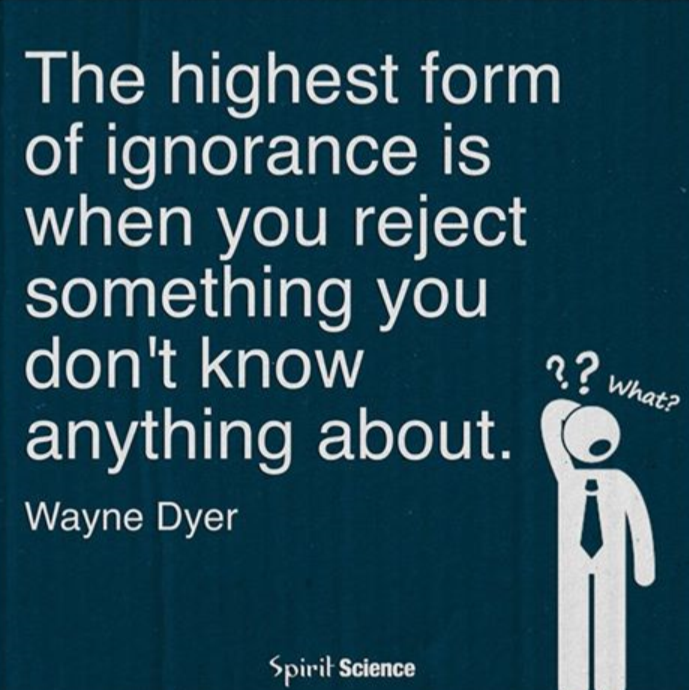 The highest form
of ignorance is
when you reject
something you
don't know
anything about.
Wayne Dyer
?? What?
Spirit Science